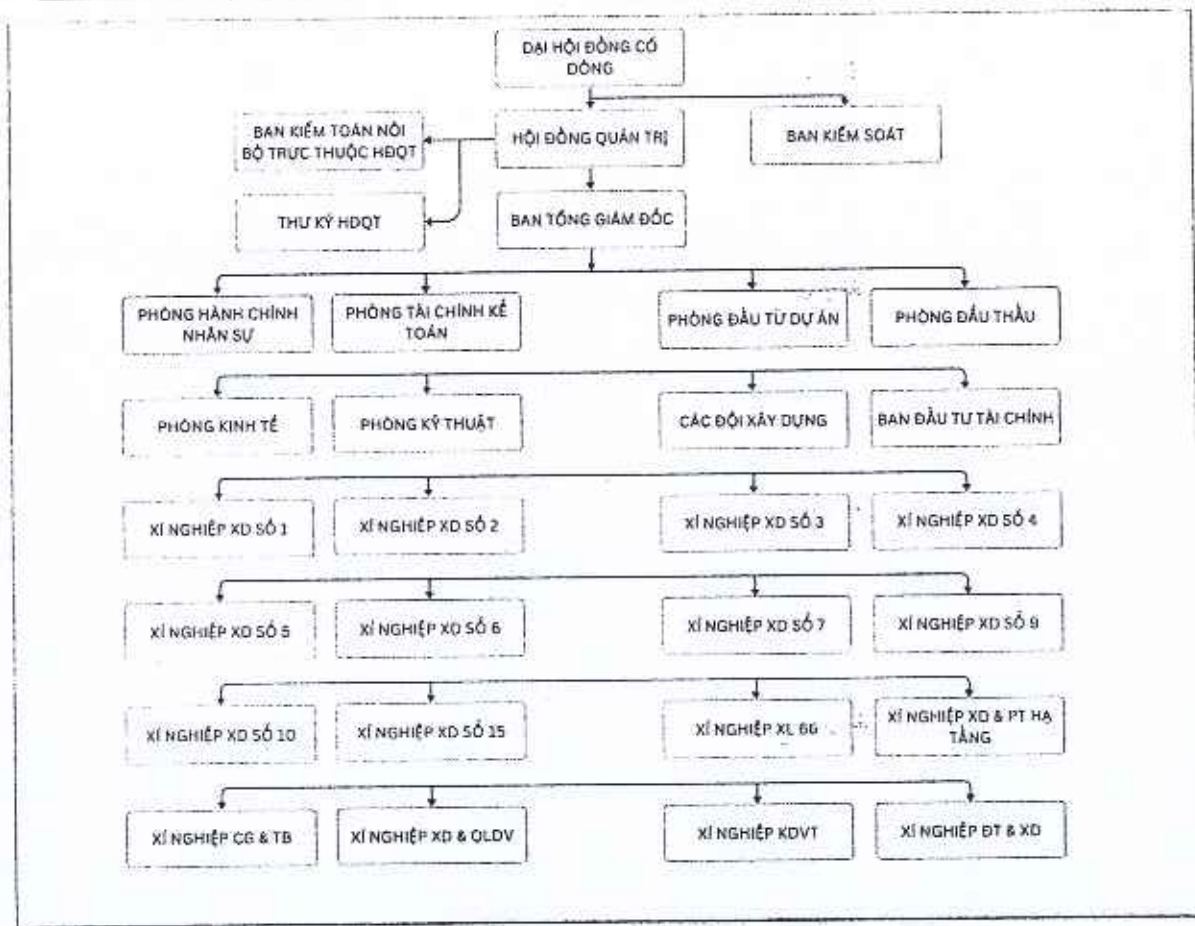 ĐẠI HỘI ĐỒNG CỔ
ĐÔNG
BAN KIỂM TOÁN NỘI
BỘ TRỰC THUỘC HĐQT
HỘI ĐỒNG QUẢN TRỊ
BAN KIỂM SOÁT
THƯ KÝ HĐQT
BAN TỔNG GIÁM ĐỐC
PHÒNG HÀNH CHÍNH
NHÂN SỰ
PHÒNG TÀI CHÍNH KẾ
TOÁN
PHÒNG ĐẦU TƯ DỰ ÁN
PHÒNG ĐẤU THẦU
PHÒNG KINH TẾ
PHÒNG KỸ THUẬT
CÁC ĐỘI XÂY DỰNG
BAN ĐẦU TƯ TÀI CHÍNH
XÍ NGHIỆP XD SỐ 1
XÍ NGHIỆP XD SỐ 2
XÍ NGHIỆP XD SỐ 3
XÍ NGHIỆP XD SỐ 4
XÍ NGHIỆP XD SỐ 5
XÍ NGHIỆP XD SỐ 6
XÍ NGHIỆP XD SỐ 7
XÍ NGHIỆP XD SỐ 9
XÍ NGHIỆP XD SỐ 10
XÍ NGHIỆP XD SỐ 15
XÍ NGHIỆP XL 66
XÍ NGHIỆP XD & PT HẠ
TẦNG
XÍ NGHIỆP CG & TB
XÍ NGHIỆP XD & QLDV
XÍ NGHIỆP KDVT
XÍ NGHIỆP ĐT & XD